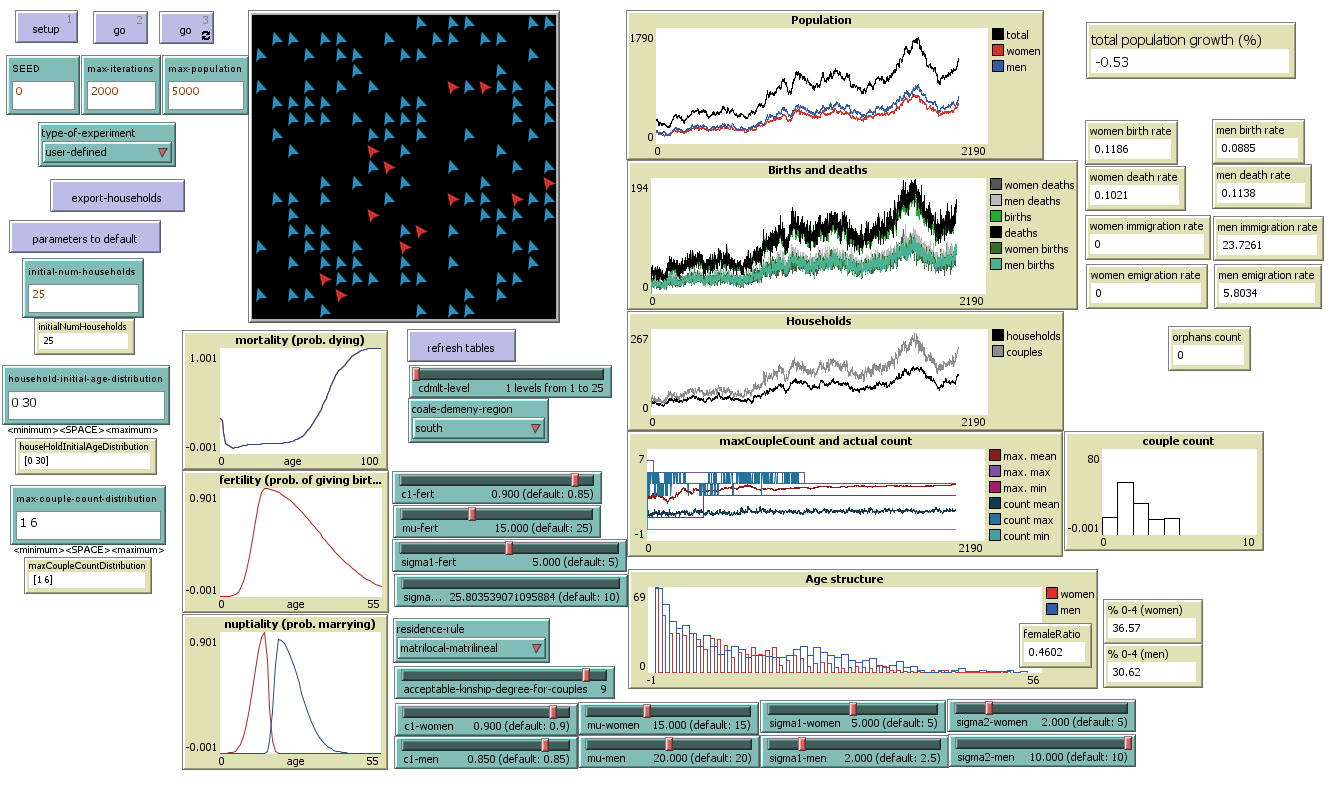 setup 1
go 2
go 3
SEED
0
max-iterations
2000
max-population
5000
type-of-experiment
user-defined
export-households
parameters to default
initial-num-households
25
initialNumHouseholds
25
household-initial-age-distribution
0 30
<minimum><SPACE><maximum>
houseHoldInitialAgeDistribution
[0 30]
max-couple-count-distribution
1 6
<minimum><SPACE><maximum>
maxCoupleCountDistribution
[1 6]
mortality (prob. dying)
1.001
-0.001
0 age 100
fertility (prob. of giving birt...
0.901
-0.001
0 age 55
nuptiality (prob. marrying)
0.901
-0.001
0 age 55
refresh tables
cdmlt-level 1 levels from 1 to 25
coale-demeny-region
south
c1-fert 0.900 (default: 0.85)
mu-fert 15.000 (default: 25)
sigma1-fert 5.000 (default: 5)
sigma... 25.803539071095884 (default: 10)
residence-rule
matrilocal-matrilineal
acceptable-kinship-degree-for-couples 9
c1-women 0.900 (default: 0.9)
mu-women 15.000 (default: 15)
sigma1-women 5.000 (default: 5)
sigma2-women 2.000 (default: 5)
c1-men 0.850 (default: 0.85)
mu-men 20.000 (default: 20)
sigma1-men 2.000 (default: 2.5)
sigma2-men 10.000 (default: 10)
Population
1790
0
0 2190
total
women
men
Births and deaths
194
0
0 2190
women deaths
men deaths
births
deaths
women births
men births
Households
267
0
0 2190
households
couples
maxCoupleCount and actual count
7
-1
0 2190
max. mean
max. max
max. min
count mean
count max
count min
couple count
80
-0.001
0 10
Age structure
69
0
-1 56
women
men
femaleRatio
0.4602
% 0-4 (women)
36.57
% 0-4 (men)
30.62
total population growth (%)
-0.53
women birth rate
0.1186
men birth rate
0.0885
women death rate
0.1021
men death rate
0.1138
women immigration rate
0
men immigration rate
23.7261
women emigration rate
0
men emigration rate
5.8034
orphans count
0